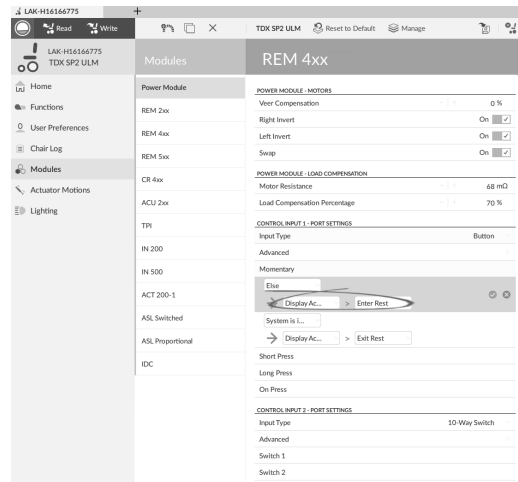 LAK-H16166775
+
Read Write
TDX SP2 ULM Reset to Default Manage
LAK-H16166775
TDX SP2 ULM
Home
Functions
User Preferences
Chair Log
Modules
Actuator Motions
Lighting
Modules
Power Module
REM 2xx
REM 4xx
REM 5xx
CR 4xx
ACU 2xx
TPI
IN 200
IN 500
ACT 200-1
ASL Switched
ASL Proportional
IDC
REM 4xx
POWER MODULE - MOTORS
Veer Compensation - + 0 %
Right Invert On
Left Invert On
Swap On
POWER MODULE - LOAD COMPENSATION
Motor Resistance - + 68 mΩ
Load Compensation Percentage - + 70 %
CONTROL INPUT 1 - PORT SETTINGS
Input Type Button
Advanced
Momentary
Else
Display Ac... > Enter Rest
System is i...
Display Ac... > Exit Rest
Short Press
Long Press
On Press
CONTROL INPUT 2 - PORT SETTINGS
Input Type 10-Way Switch
Advanced
Switch 1
Switch 2